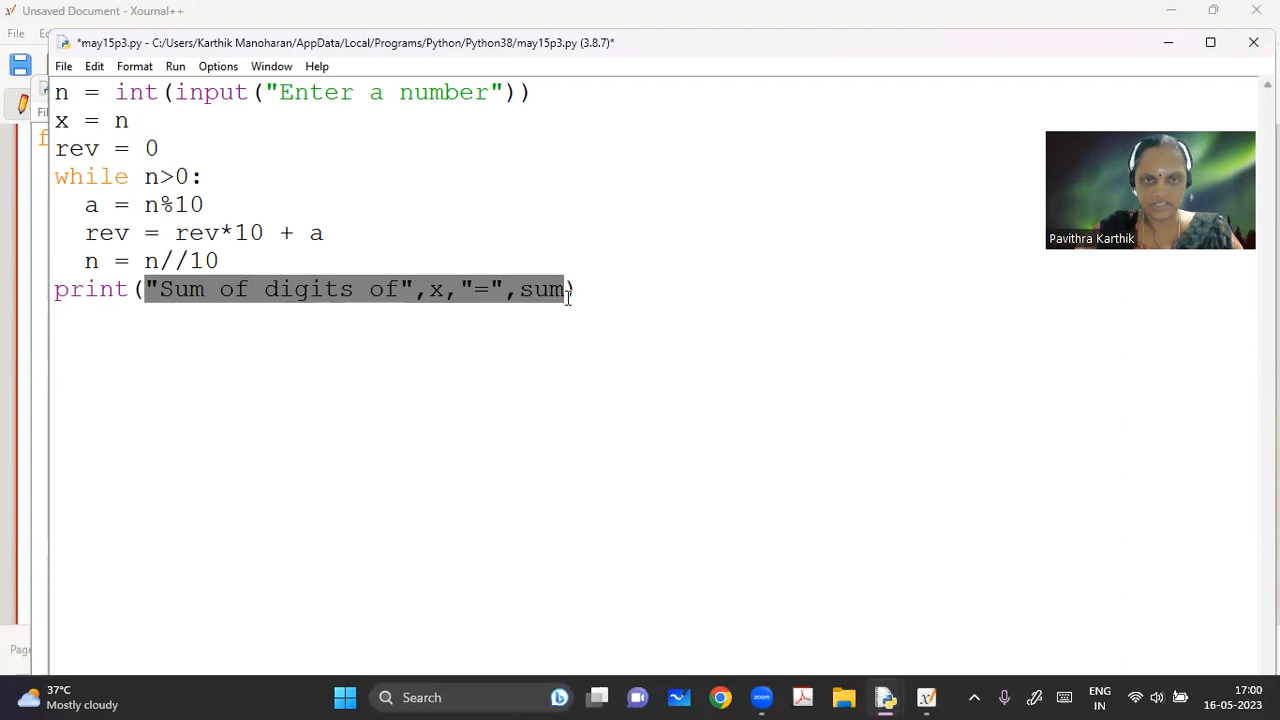 Unsaved Document - Xournal++
File
*may15p3.py - C:/Users/Karthik Manoharan/AppData/Local/Programs/Python/Python38/may15p3.py (3.8.7)*
File Edit Format Run Options Window Help
n = int(input("Enter a number"))
x = n
rev = 0
while n>0:
a = n%10
rev = rev*10 + a
n = n//10
print("Sum of digits of",x,"=",sum)
Pavithra Karthik
37°C
Mostly cloudy
Search
ENG
IN
17:00
16-05-2023